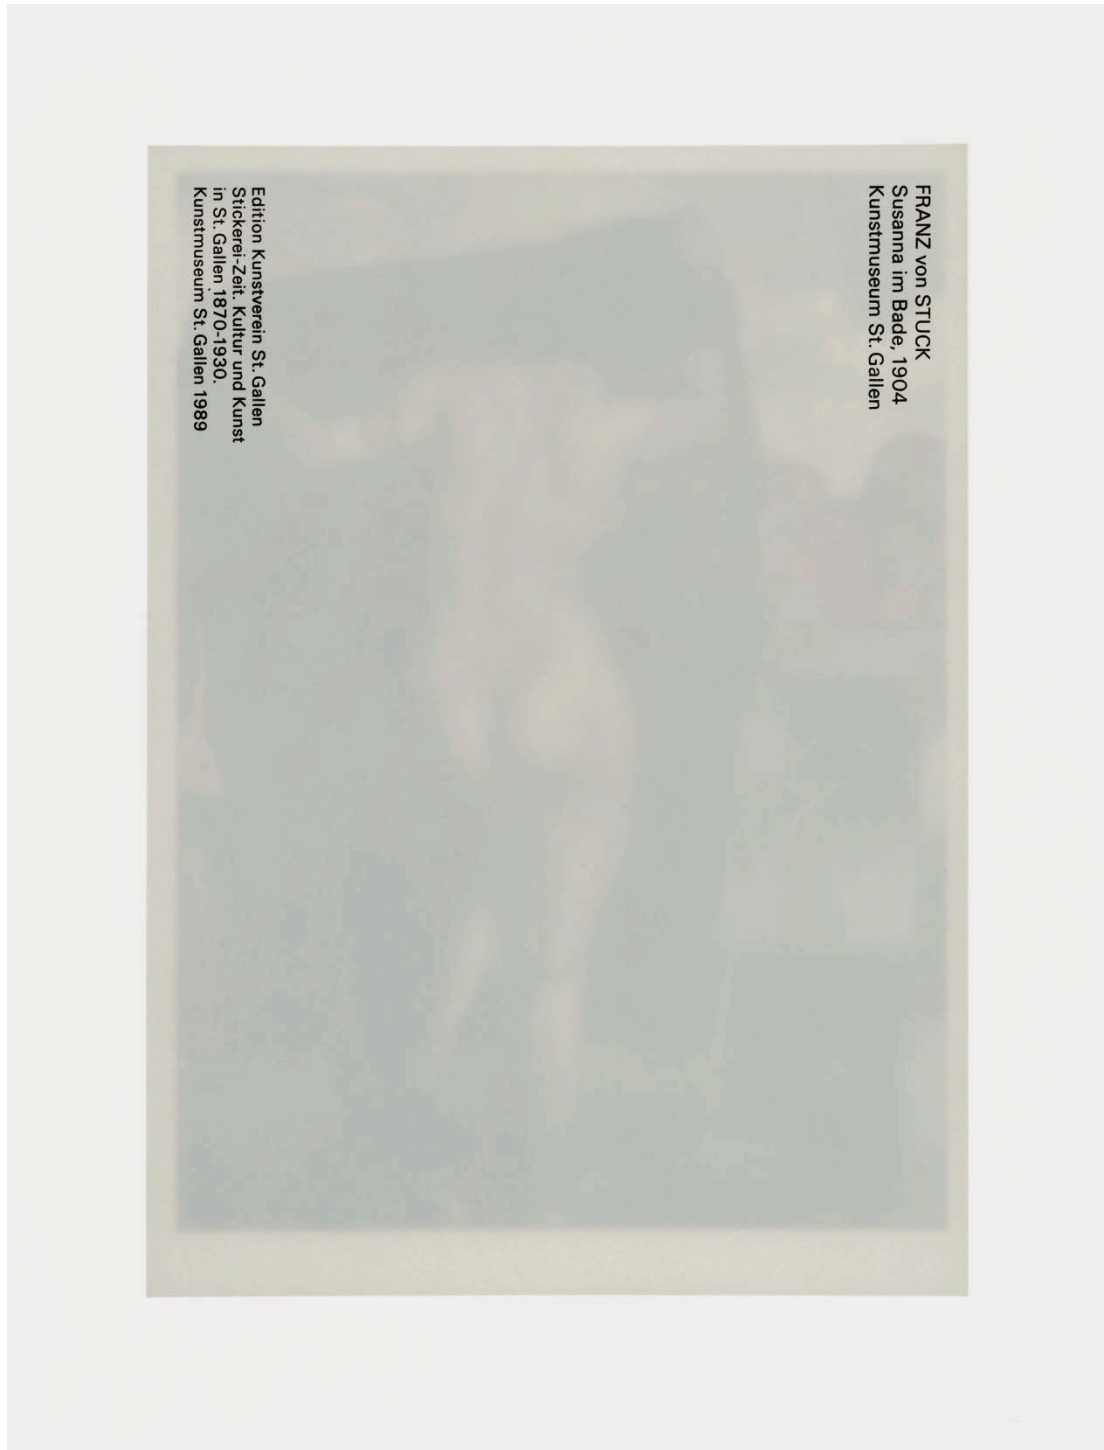 FRANZ von STUCK
Susanna im Bade, 1904
Kunstmuseum St. Gallen
Edition Kunstverein St. Gallen
Stickerei-Zeit. Kultur und Kunst
in St. Gallen 1870-1930.
Kunstmuseum St. Gallen 1989